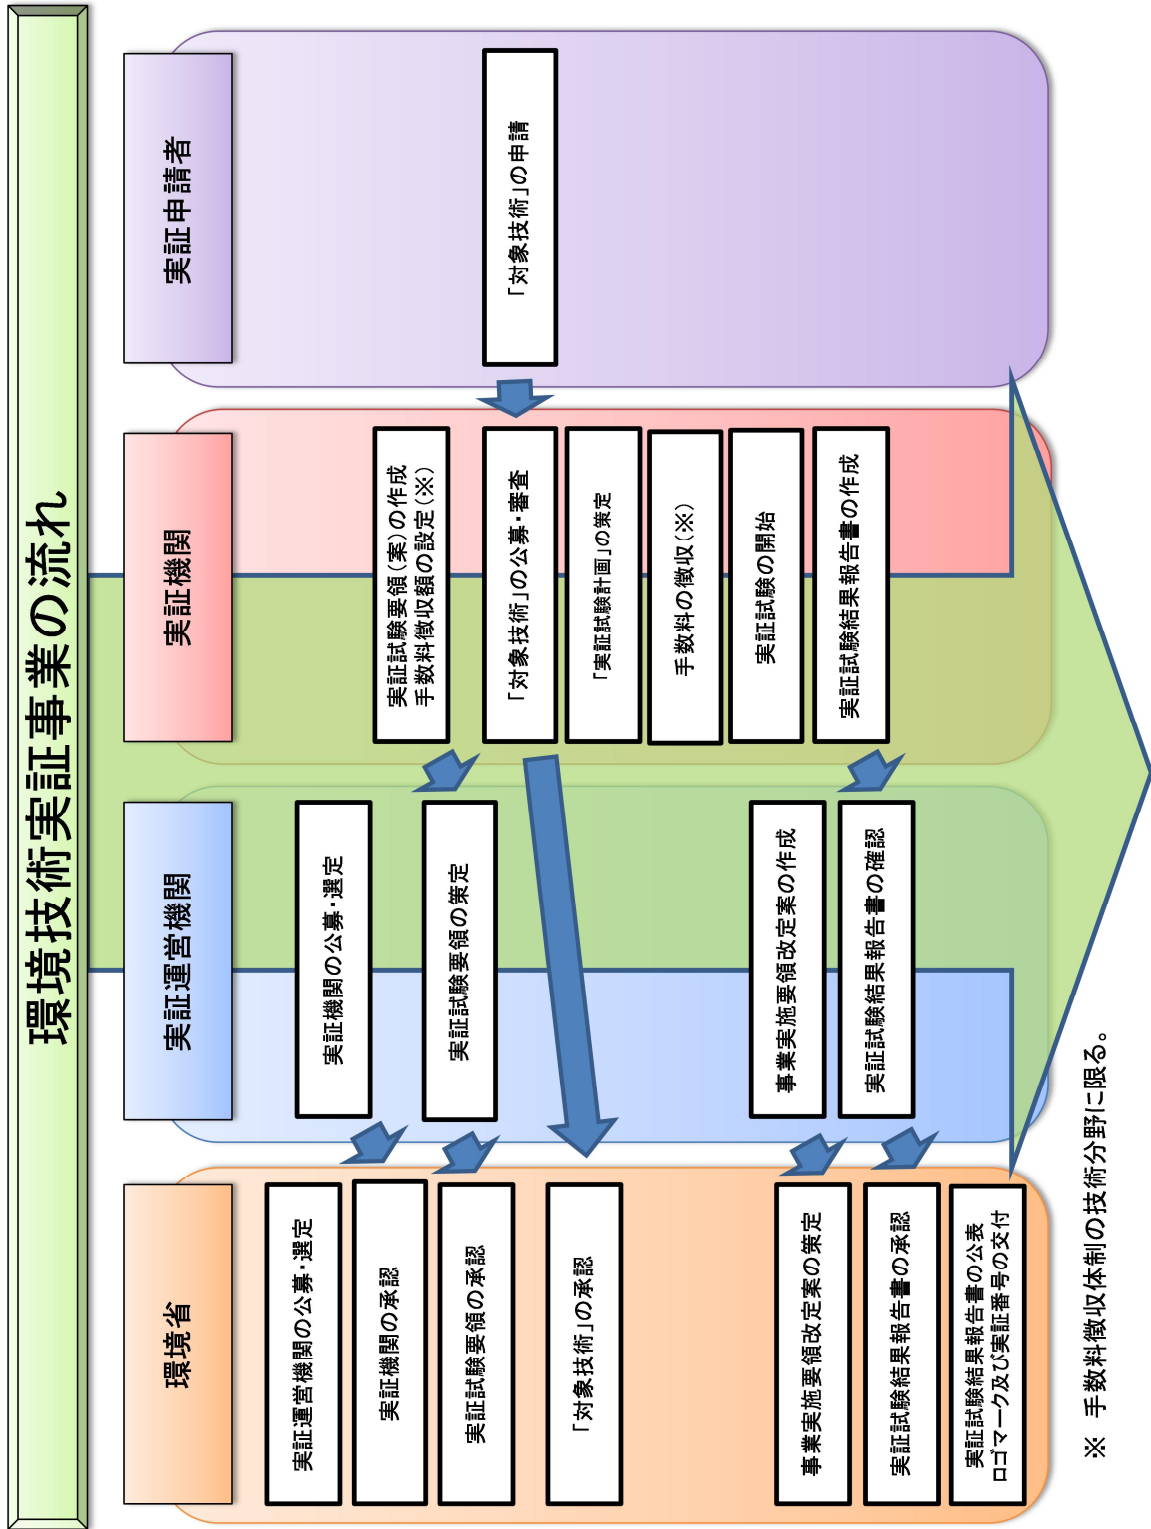 環境技術実証事業の流れ
環境省
実証運営機関の公募・選定
実証機関の承認
実証試験要領の承認
「対象技術」の承認
事業実施要領改定案の策定
実証試験結果報告書の承認
実証試験結果報告書の公表
ロゴマーク及び実証番号の交付
実証運営機関
実証機関の公募・選定
実証試験要領の策定
事業実施要領改定案の作成
実証試験結果報告書の確認
実証機関
実証試験要領(案)の作成
手数料徴収額の設定(※)
「対象技術」の公募・審査
「実証試験計画」の策定
手数料の徴収(※)
実証試験の開始
実証試験結果報告書の作成
実証申請者
「対象技術」の申請
※ 手数料徴収体制の技術分野に限る。